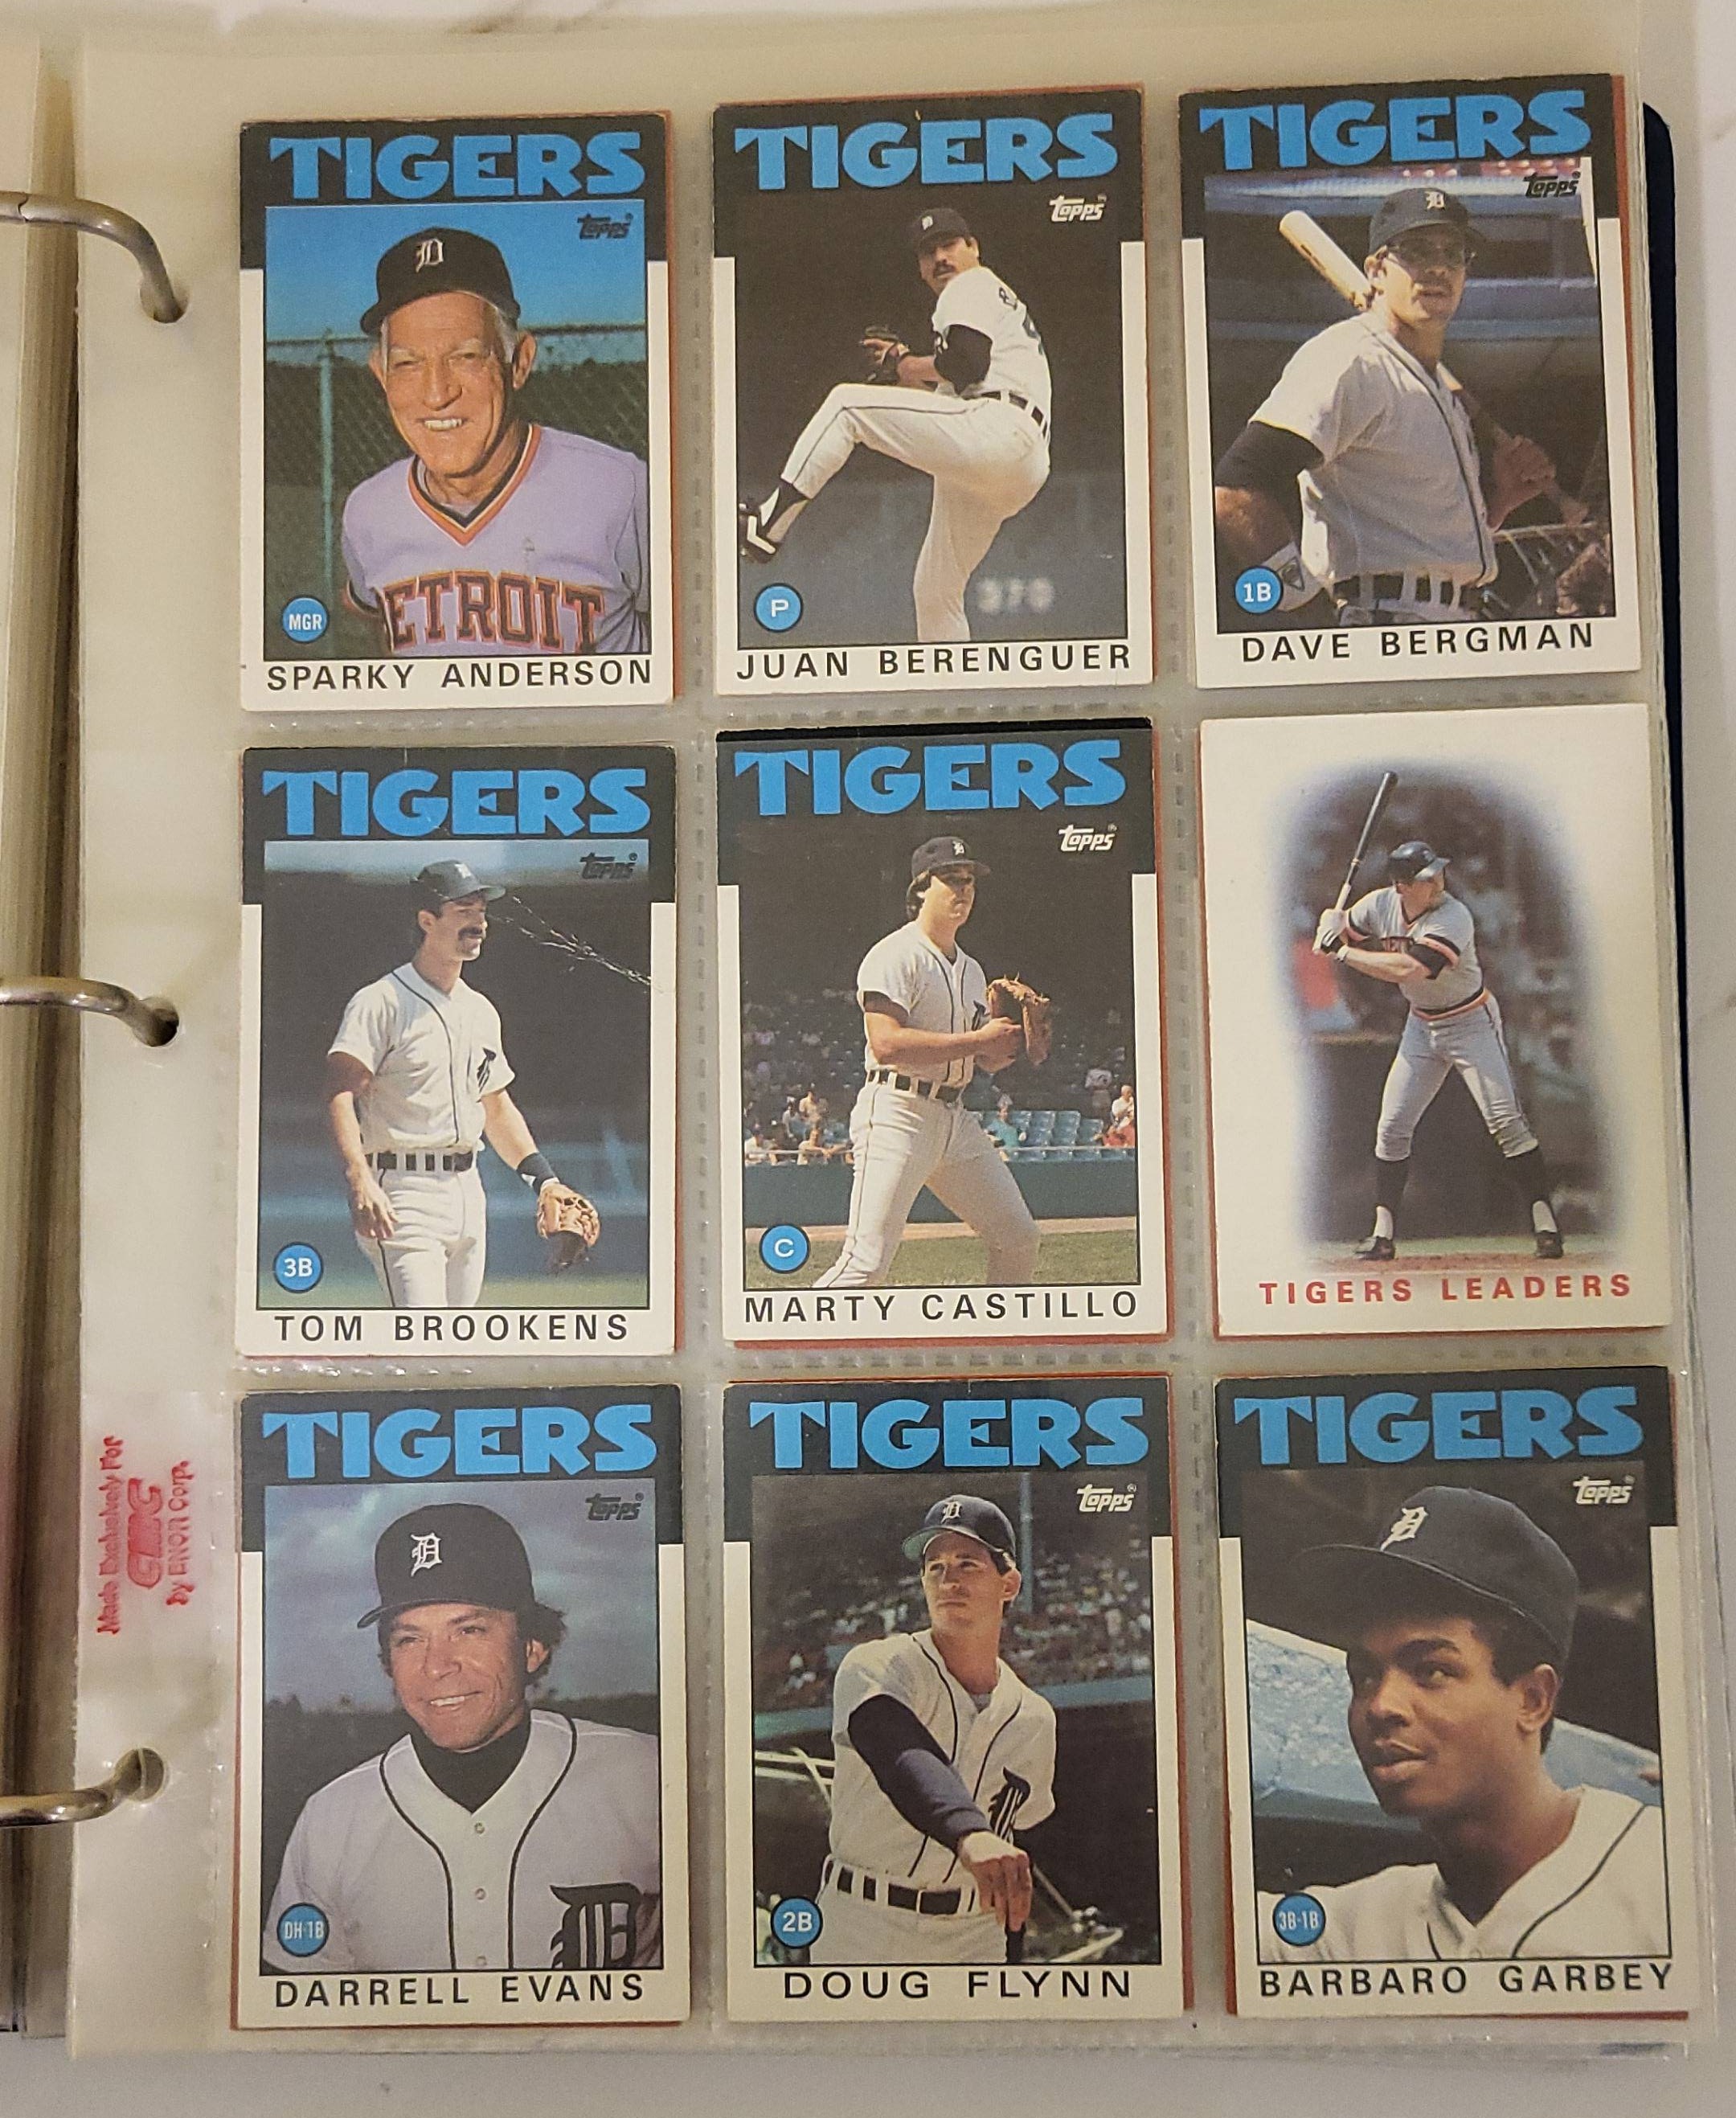 TIGERS
Topps
MGR
SPARKY ANDERSON
DETROIT
TIGERS
Topps
P
JUAN BERENGUER
TIGERS
Topps
1B
DAVE BERGMAN
TIGERS
Topps
3B
TOM BROOKENS
TIGERS
Topps
C
MARTY CASTILLO
TIGERS LEADERS
Made Exclusively For
GMC
by ENOR Corp.
TIGERS
Topps
DH-1B
DARRELL EVANS
TIGERS
Topps
2B
DOUG FLYNN
TIGERS
Topps
3B-1B
BARBARO GARBEY